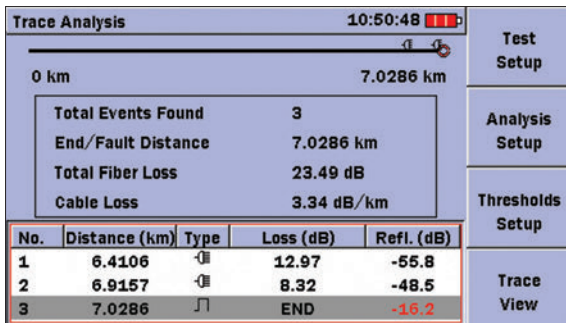 Trace Analysis 10:50:48
0 km 7.0286 km
Total Events Found 3
End/Fault Distance 7.0286 km
Total Fiber Loss 23.49 dB
Cable Loss 3.34 dB/km
No. Distance (km) Type Loss (dB) Refl. (dB)
1 6.4106 12.97 -55.8
2 6.9157 8.32 -48.5
3 7.0286 END -16.2
Test
Setup
Analysis
Setup
Thresholds
Setup
Trace
View